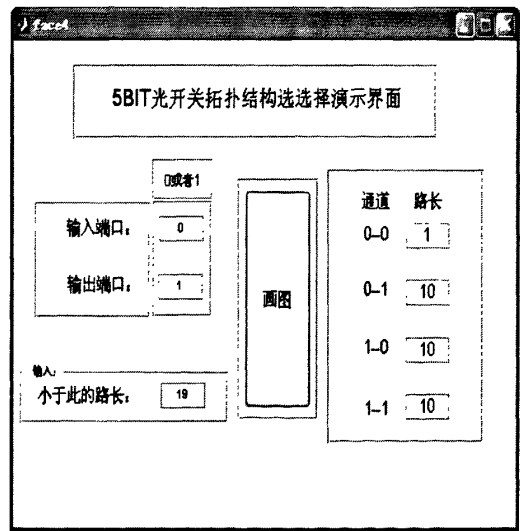 face4
5BIT光开关拓扑结构选选择演示界面
0或者1
输入端口： 0
输出端口： 1
输入：
小于此的路长： 19
画图
通道 路长
0--0 1
0--1 10
1--0 10
1--1 10